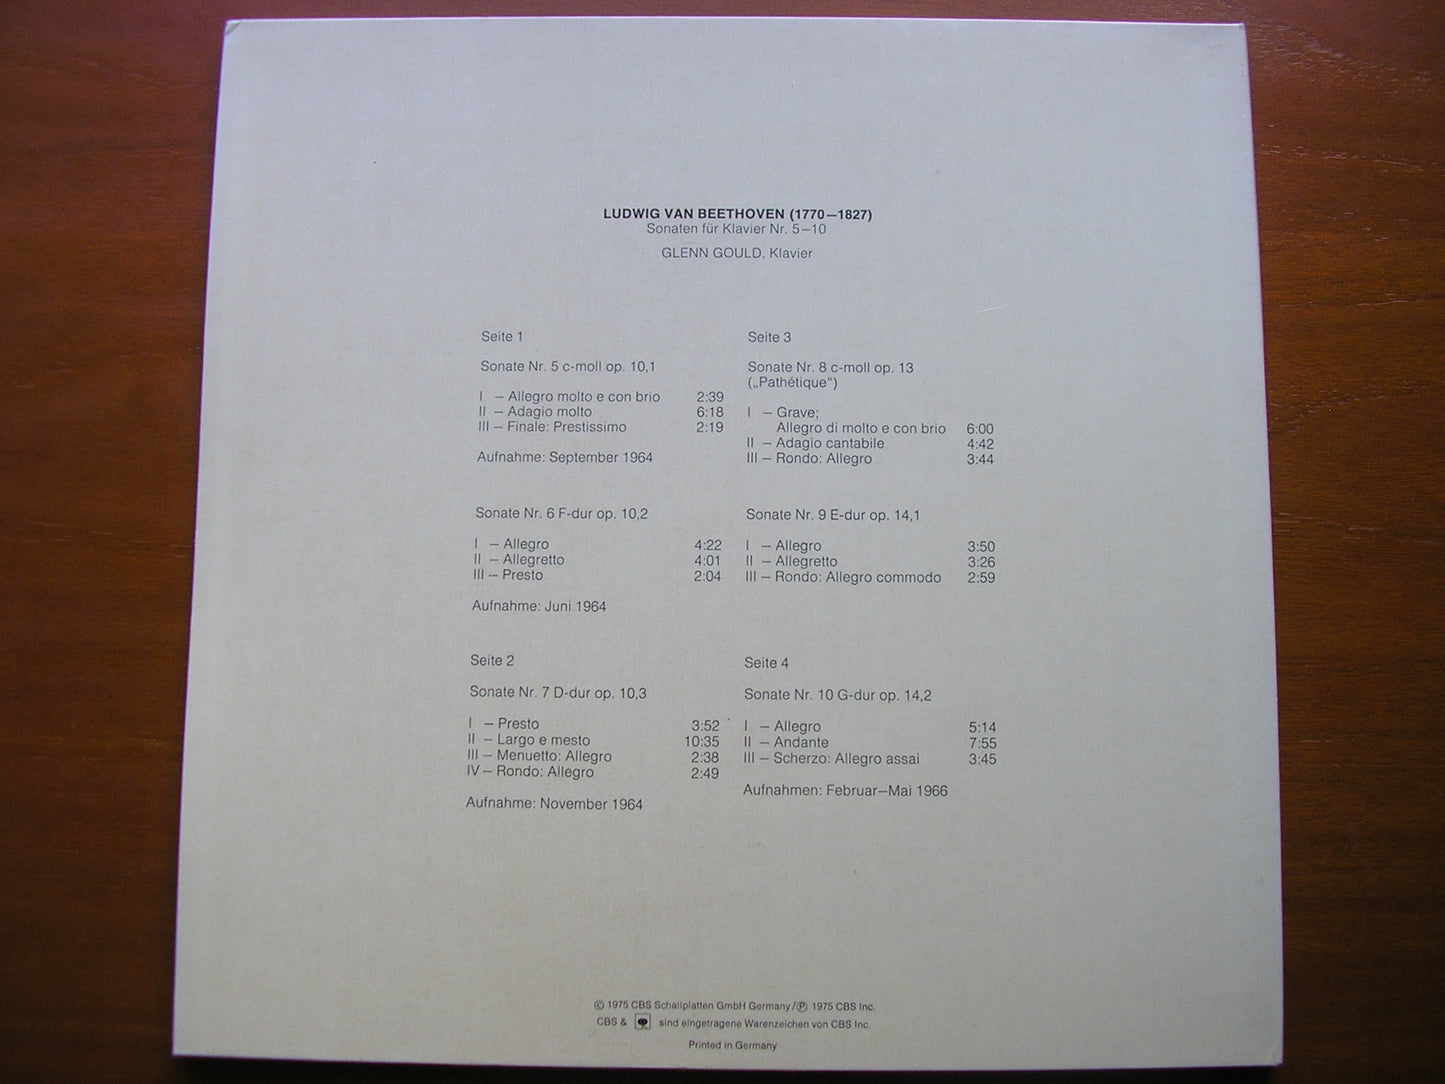 LUDWIG VAN BEETHOVEN (1770–1827)
Sonaten für Klavier Nr. 5–10
GLENN GOULD, Klavier
Seite 1
Sonate Nr. 5 c-moll op. 10,1
I – Allegro molto e con brio 2:39
II – Adagio molto 6:18
III – Finale: Prestissimo 2:19
Aufnahme: September 1964
Sonate Nr. 6 F-dur op. 10,2
I – Allegro 4:22
II – Allegretto 4:01
III – Presto 2:04
Aufnahme: Juni 1964
Seite 2
Sonate Nr. 7 D-dur op. 10,3
I – Presto 3:52
II – Largo e mesto 10:35
III – Menuetto: Allegro 2:38
IV – Rondo: Allegro 2:49
Aufnahme: November 1964
Seite 3
Sonate Nr. 8 c-moll op. 13
(„Pathétique“)
I – Grave;
Allegro di molto e con brio 6:00
II – Adagio cantabile 4:42
III – Rondo: Allegro 3:44
Sonate Nr. 9 E-dur op. 14,1
I – Allegro 3:50
II – Allegretto 3:26
III – Rondo: Allegro commodo 2:59
Seite 4
Sonate Nr. 10 G-dur op. 14,2
I – Allegro 5:14
II – Andante 7:55
III – Scherzo: Allegro assai 3:45
Aufnahmen: Februar–Mai 1966
© 1975 CBS Schallplatten GmbH Germany/℗ 1975 CBS Inc.
CBS & sind eingetragene Warenzeichen von CBS Inc.
Printed in Germany